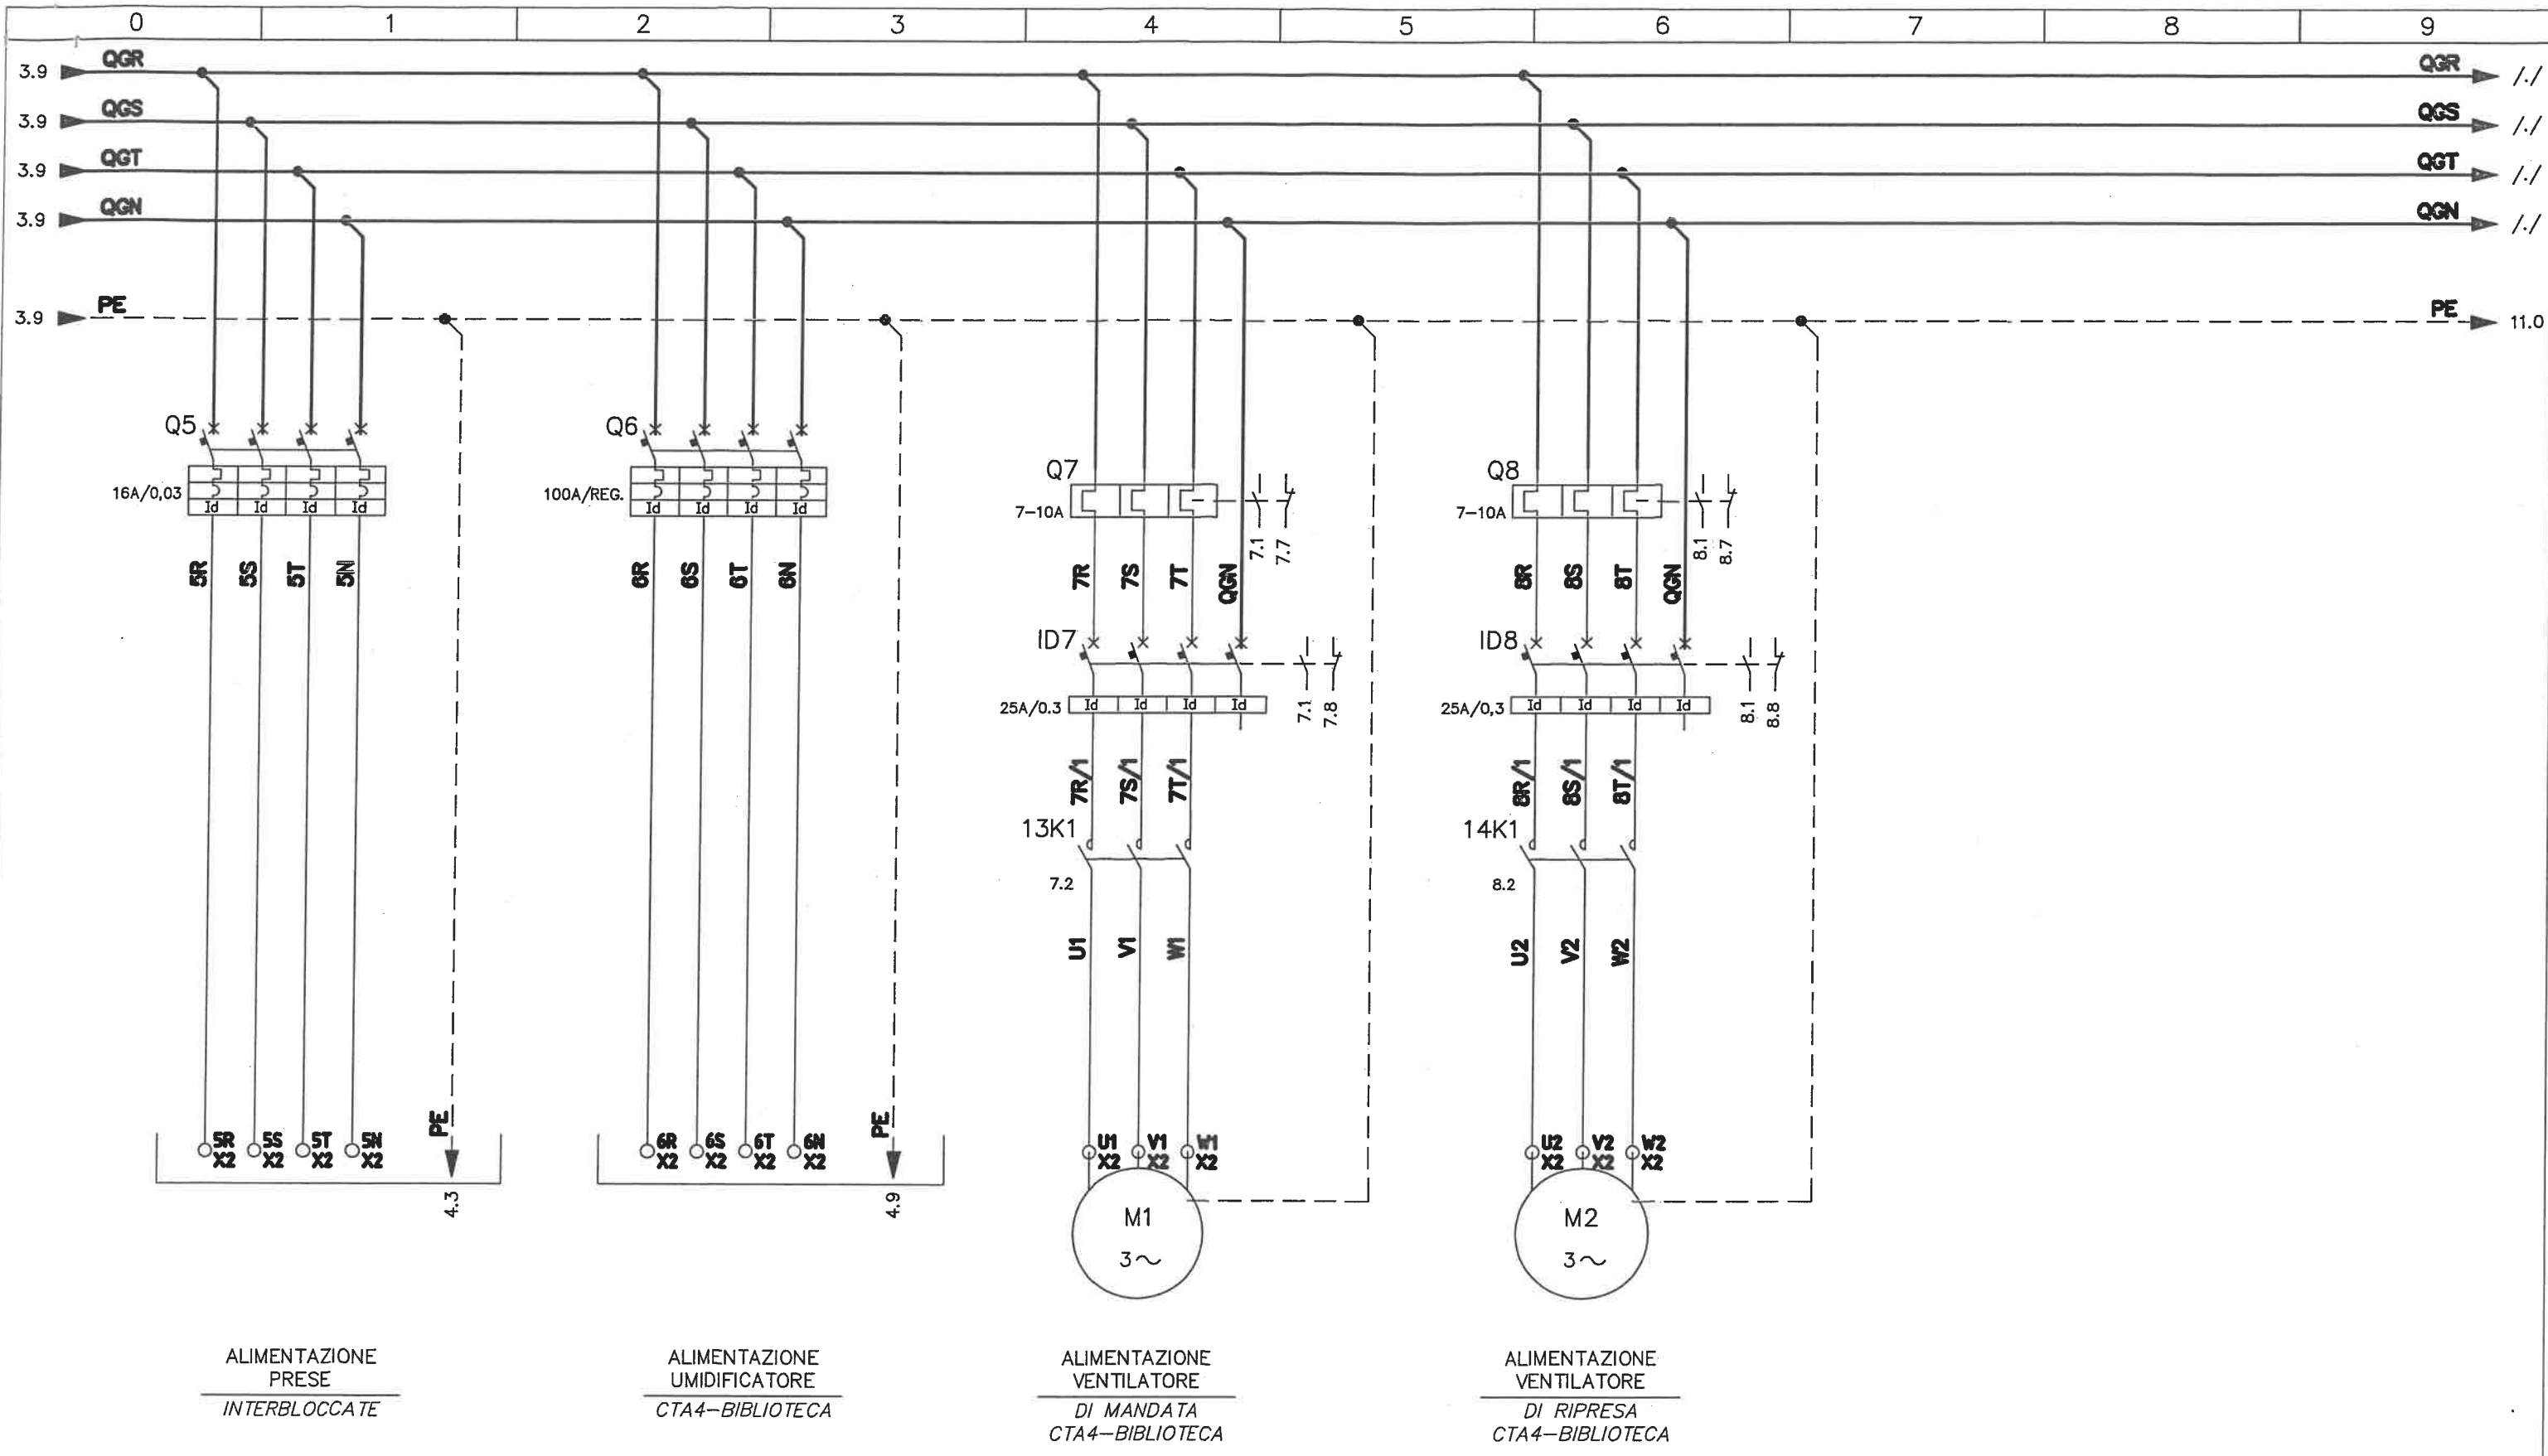 0 1 2 3 4 5 6 7 8 9
3.9 QGR QGR /./
3.9 QGS QGS /./
3.9 QGT QGT /./
3.9 QGN QGN /./
3.9 PE PE 11.0
Q5
16A/0,03
Id Id Id Id
5R 5S 5T 5N
5R 5S 5T 5N
X2 X2 X2 X2
PE
4.3
ALIMENTAZIONE
PRESE
INTERBLOCCATE
Q6
100A/REG.
Id Id Id Id
6R 6S 6T 6N
6R 6S 6T 6N
X2 X2 X2 X2
PE
4.9
ALIMENTAZIONE
UMIDIFICATORE
CTA4-BIBLIOTECA
Q7
7-10A
7.1 7.7
7R 7S 7T QGN
ID7
25A/0.3
Id Id Id Id
7.1 7.8
7R/1 7S/1 7T/1
13K1
7.2
U1 V1 W1
U1 V1 W1
X2 X2 X2
M1
3~
ALIMENTAZIONE
VENTILATORE
DI MANDATA
CTA4-BIBLIOTECA
Q8
7-10A
8.1 8.7
8R 8S 8T QGN
ID8
25A/0,3
Id Id Id Id
8.1 8.8
8R/1 8S/1 8T/1
14K1
8.2
U2 V2 W2
U2 V2 W2
X2 X2 X2
M2
3~
ALIMENTAZIONE
VENTILATORE
DI RIPRESA
CTA4-BIBLIOTECA